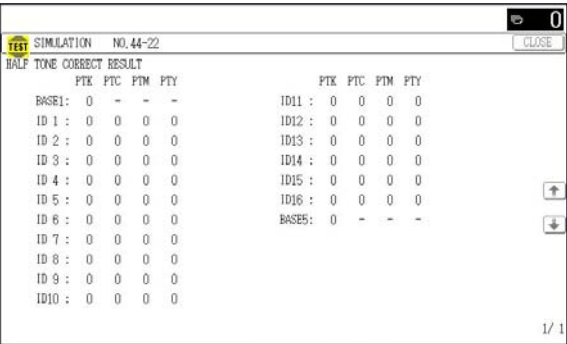 0
TEST SIMULATION NO.44-22 CLOSE
HALF TONE CORRECT RESULT
PTK PTC PTM PTY PTK PTC PTM PTY
BASE1: 0 - - - ID11 : 0 0 0 0
ID 1 : 0 0 0 0 ID12 : 0 0 0 0
ID 2 : 0 0 0 0 ID13 : 0 0 0 0
ID 3 : 0 0 0 0 ID14 : 0 0 0 0
ID 4 : 0 0 0 0 ID15 : 0 0 0 0
ID 5 : 0 0 0 0 ID16 : 0 0 0 0
ID 6 : 0 0 0 0 BASE5: 0 - - -
ID 7 : 0 0 0 0
ID 8 : 0 0 0 0
ID 9 : 0 0 0 0
ID10 : 0 0 0 0
1/ 1